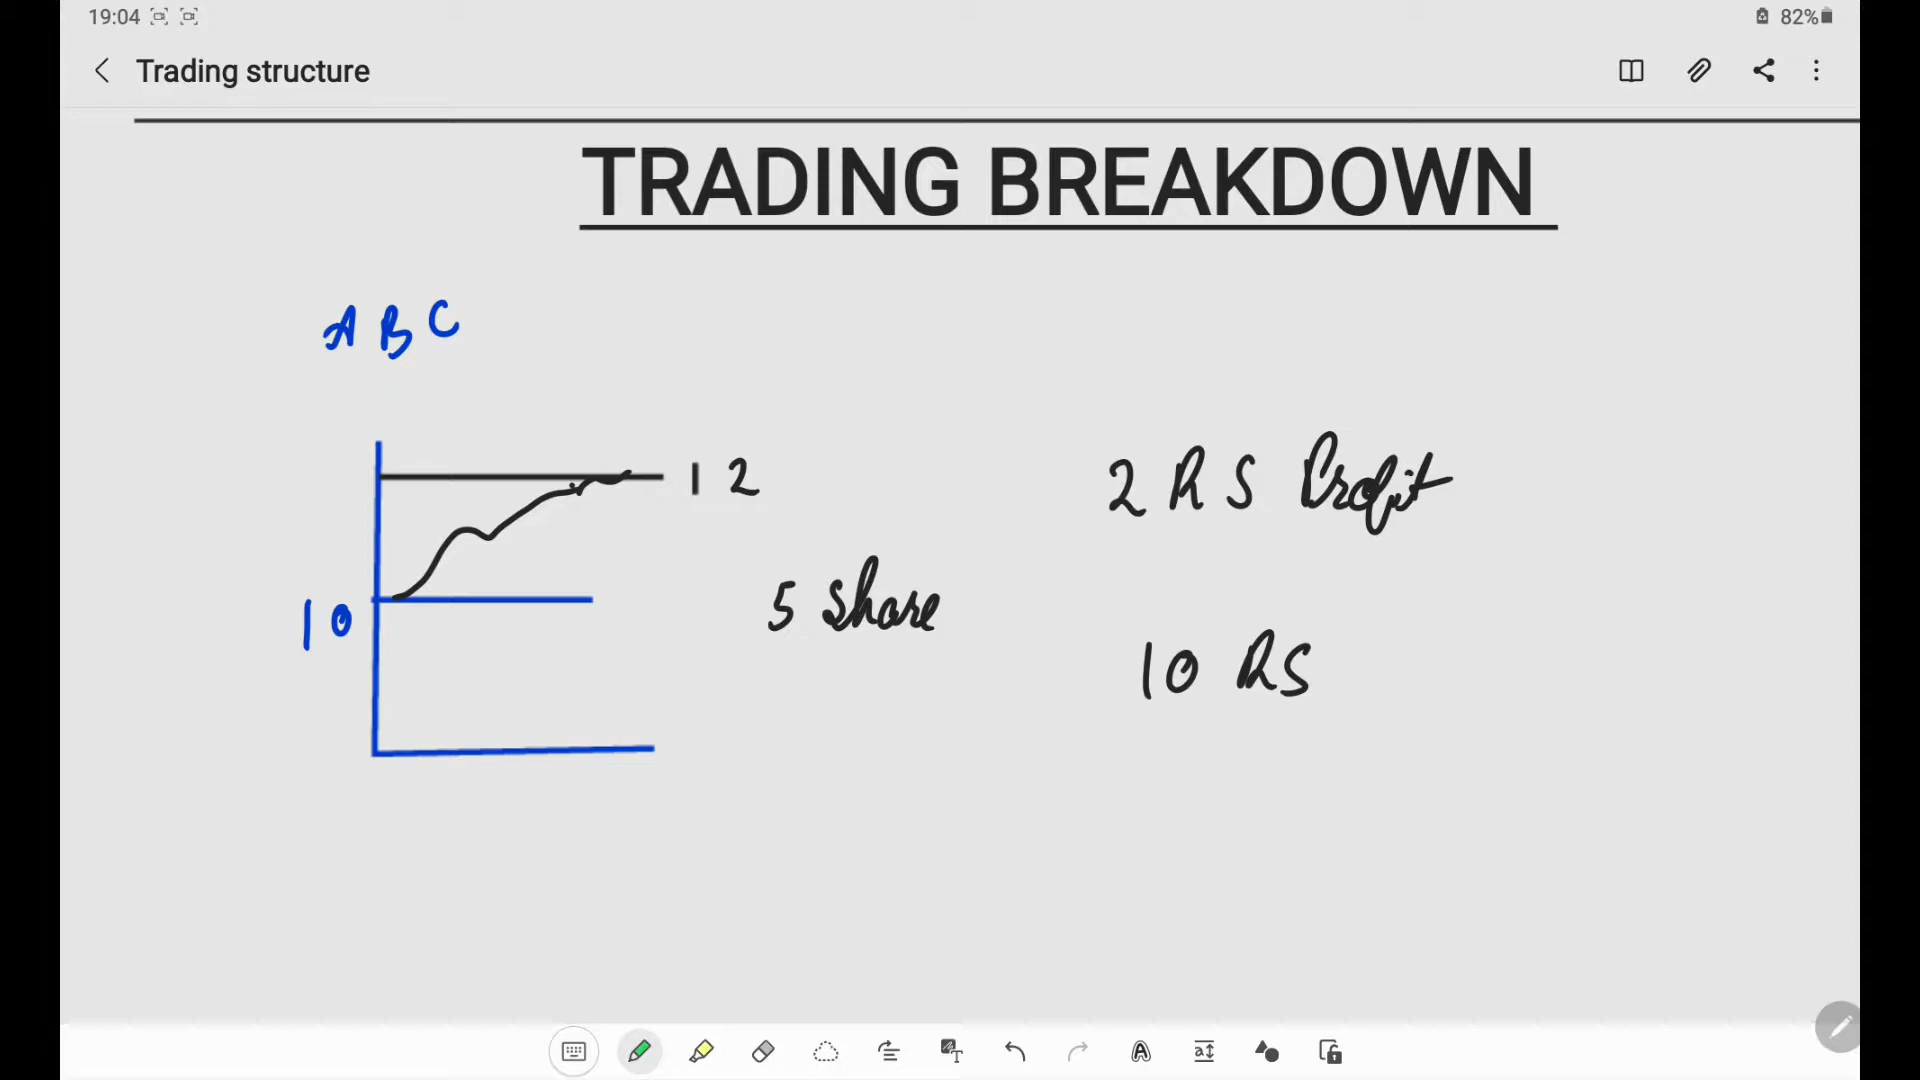 19:04
82%
Trading structure
TRADING BREAKDOWN
A B C
12
2 RS Profit
10
5 share
10 RS